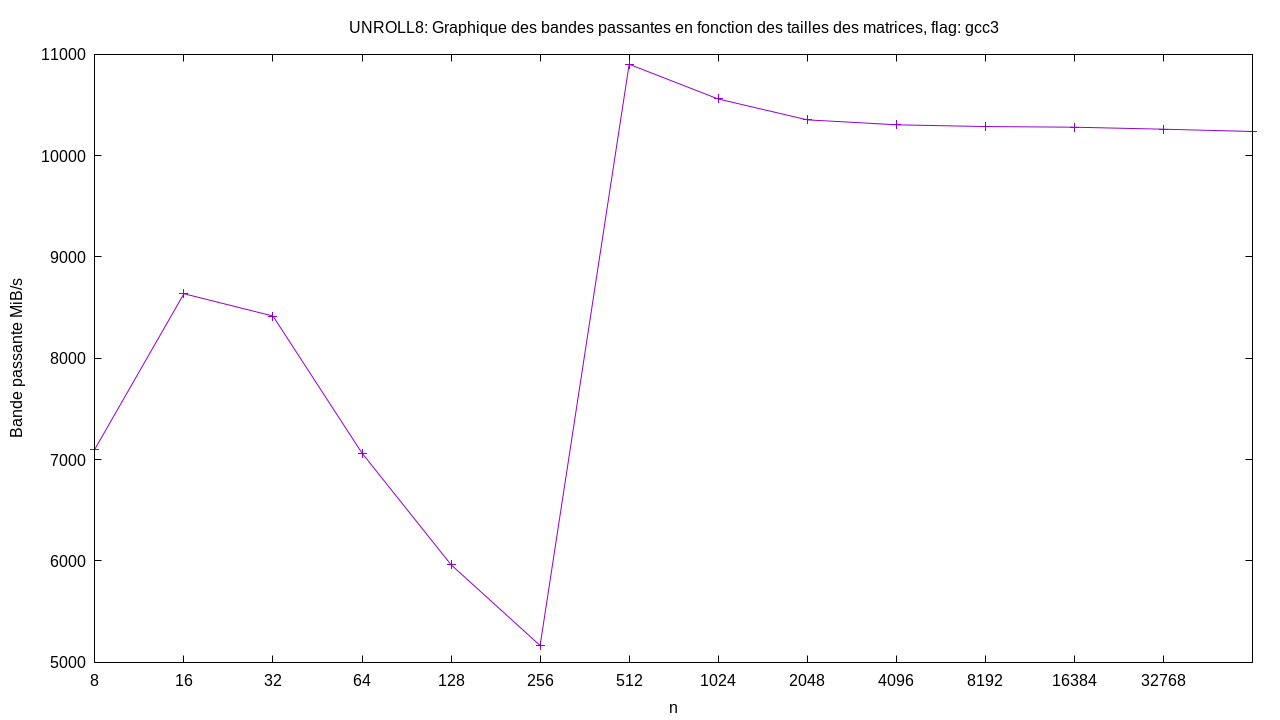 UNROLL8: Graphique des bandes passantes en fonction des tailles des matrices, flag: gcc3
Bande passante MiB/s
11000
10000
9000
8000
7000
6000
5000
8 16 32 64 128 256 512 1024 2048 4096 8192 16384 32768
n